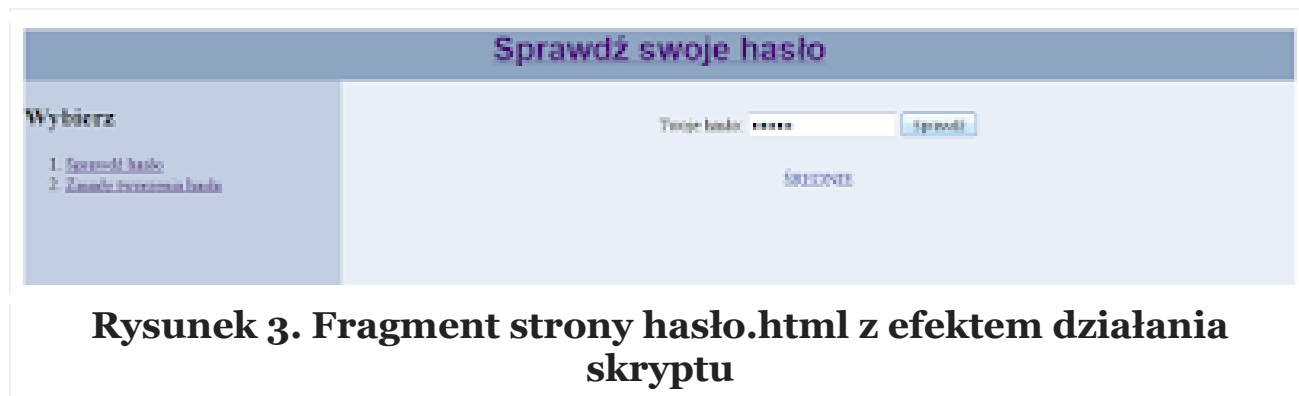 Sprawdź swoje hasło
Wybierz
Twoje hasło: ••••• Sprawdź
1. Sprawdź hasło
2. Zasady tworzenia hasła
ŚREDNIE
Rysunek 3. Fragment strony hasło.html z efektem działania
skryptu